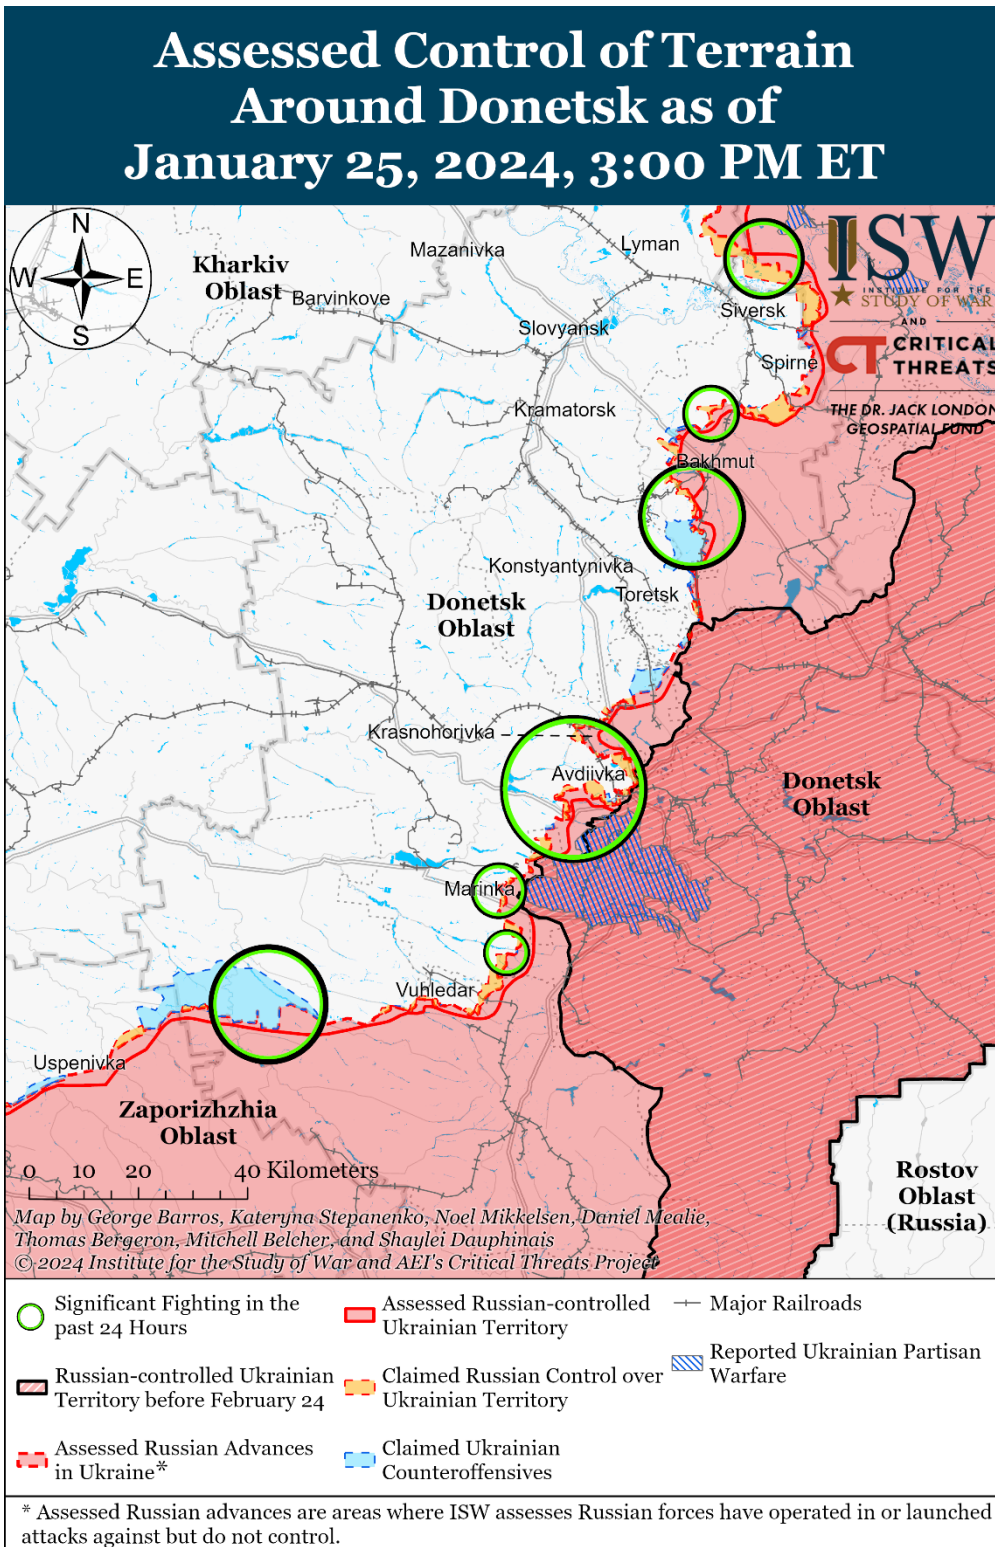 Assessed Control of Terrain
Around Donetsk as of
January 25, 2024, 3:00 PM ET
N
W
E
S
ISW
INSTITUTE FOR THE
STUDY OF WAR
AND
CT CRITICAL
THREATS
THE DR. JACK LONDON
GEOSPATIAL FUND
Kharkiv
Oblast
Mazanivka
Lyman
Barvinkove
Siversk
Slovyansk
Spirne
Kramatorsk
Bakhmut
Konstyantynivka
Toretsk
Donetsk
Oblast
Krasnohorivka
Avdiivka
Donetsk
Oblast
Marinka
Vuhledar
Uspenivka
Zaporizhzhia
Oblast
Rostov
Oblast
(Russia)
0 10 20 40 Kilometers
Map by George Barros, Kateryna Stepanenko, Noel Mikkelsen, Daniel Mealie,
Thomas Bergeron, Mitchell Belcher, and Shaylei Dauphinais
© 2024 Institute for the Study of War and AEI's Critical Threats Project
Significant Fighting in the
past 24 Hours
Russian-controlled Ukrainian
Territory before February 24
Assessed Russian Advances
in Ukraine*
Assessed Russian-controlled
Ukrainian Territory
Claimed Russian Control over
Ukrainian Territory
Claimed Ukrainian
Counteroffensives
Major Railroads
Reported Ukrainian Partisan
Warfare
* Assessed Russian advances are areas where ISW assesses Russian forces have operated in or launched
attacks against but do not control.